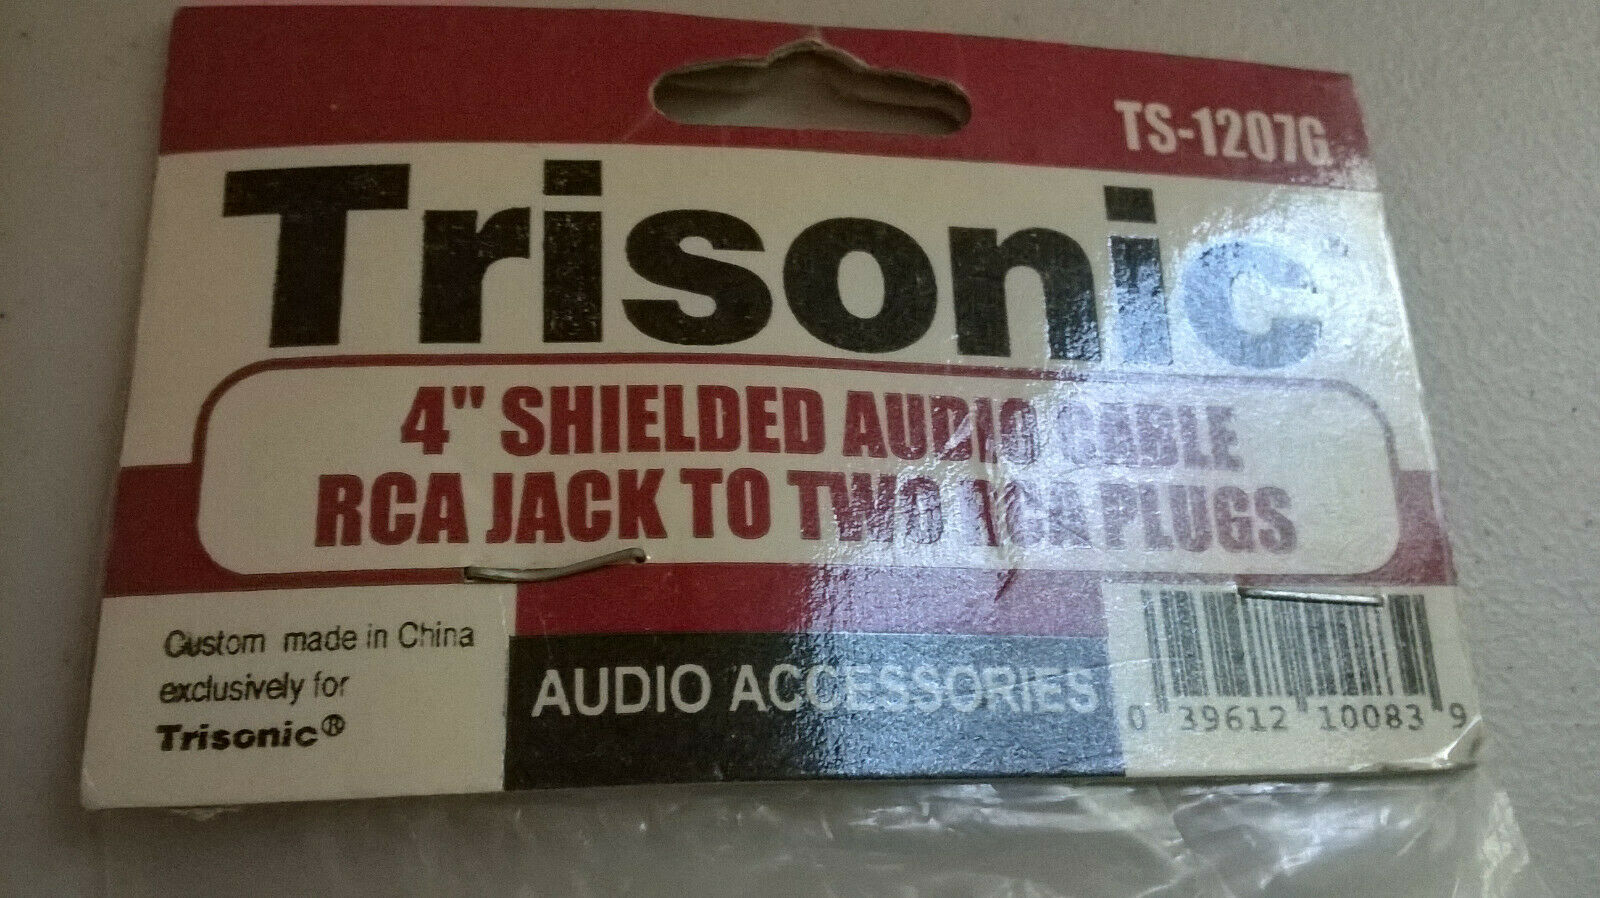 TS-1207G
Trisonic
4" SHIELDED AUDIO CABLE
RCA JACK TO TWO RCA PLUGS
Custom made in China
exclusively for
Trisonic®
AUDIO ACCESSORIES
0 39612 10083 9